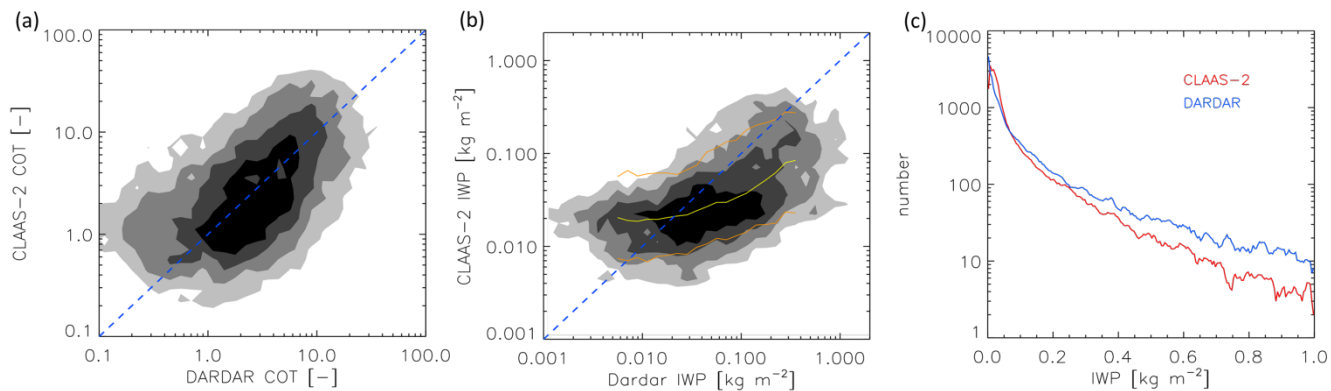 (a)
CLAAS-2 COT [-]
100.0
10.0
1.0
0.1
0.1 1.0 10.0 100.0
DARDAR COT [-]
(b)
CLAAS-2 IWP [kg m⁻²]
1.000
0.100
0.010
0.001
0.001 0.010 0.100 1.000
Dardar IWP [kg m⁻²]
(c)
number
10000
1000
100
10
1
CLAAS-2
DARDAR
0.0 0.2 0.4 0.6 0.8 1.0
IWP [kg m⁻²]